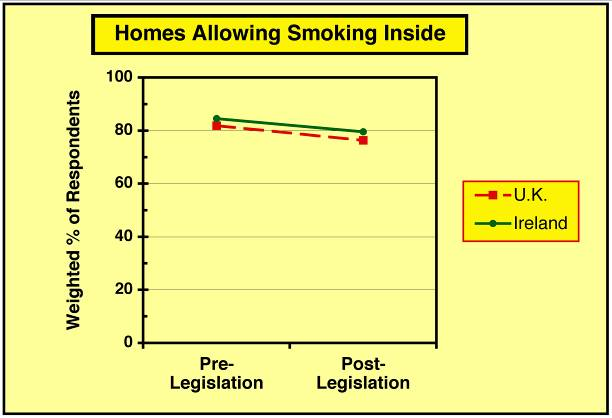 Homes Allowing Smoking Inside
Weighted % of Respondents
100
80
60
40
20
0
Pre-
Legislation
Post-
Legislation
U.K.
Ireland